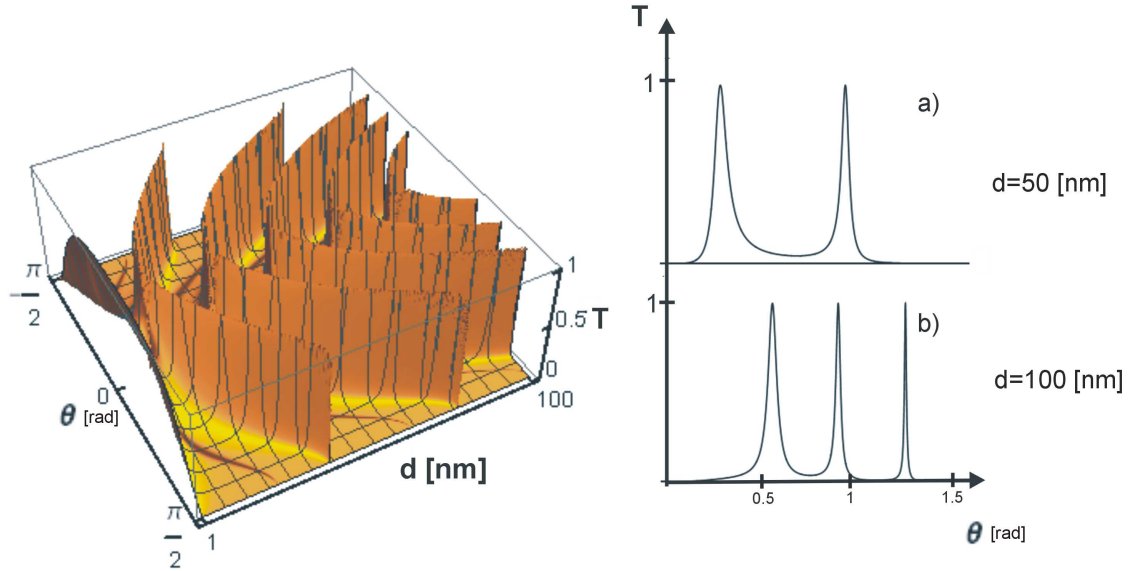 π
− 2
0
θ [rad]
π
2
1
d [nm]
100
0
0.5 T
1
T
1
a)
d=50 [nm]
1
b)
d=100 [nm]
0.5
1
1.5
θ [rad]